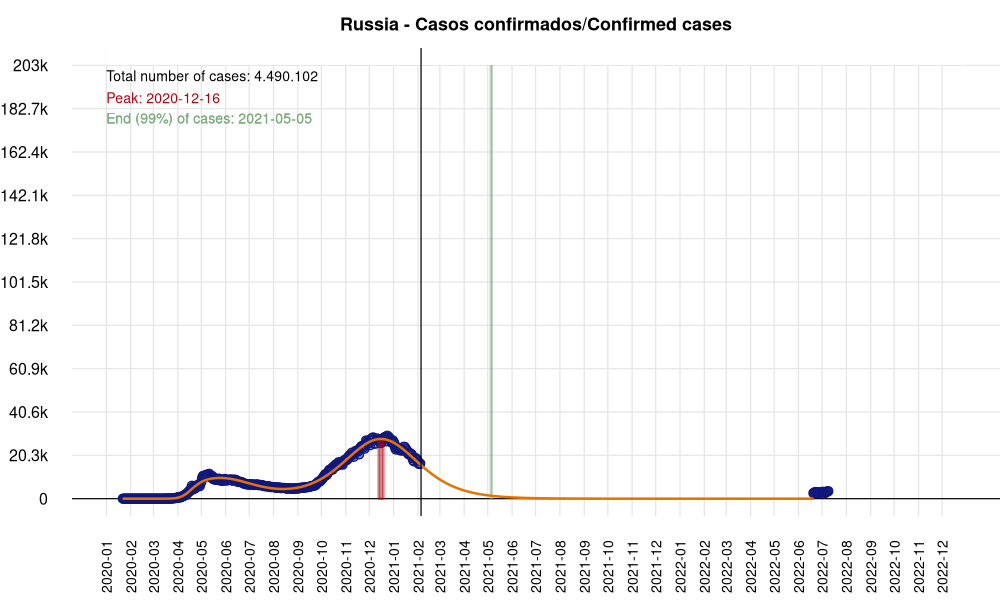 Russia - Casos confirmados/Confirmed cases
203k
Total number of cases: 4.490.102
Peak: 2020-12-16
182.7k
End (99%) of cases: 2021-05-05
162.4k
142.1k
121.8k
101.5k
81.2k
60.9k
40.6k
20.3k
0
2020-01
2020-02
2020-03
2020-04
2020-05
2020-06
2020-07
2020-08
2020-09
2020-10
2020-11
2020-12
2021-01
2021-02
2021-03
2021-04
2021-05
2021-06
2021-07
2021-08
2021-09
2021-10
2021-11
2021-12
2022-01
2022-02
2022-03
2022-04
2022-05
2022-06
2022-07
2022-08
2022-09
2022-10
2022-11
2022-12